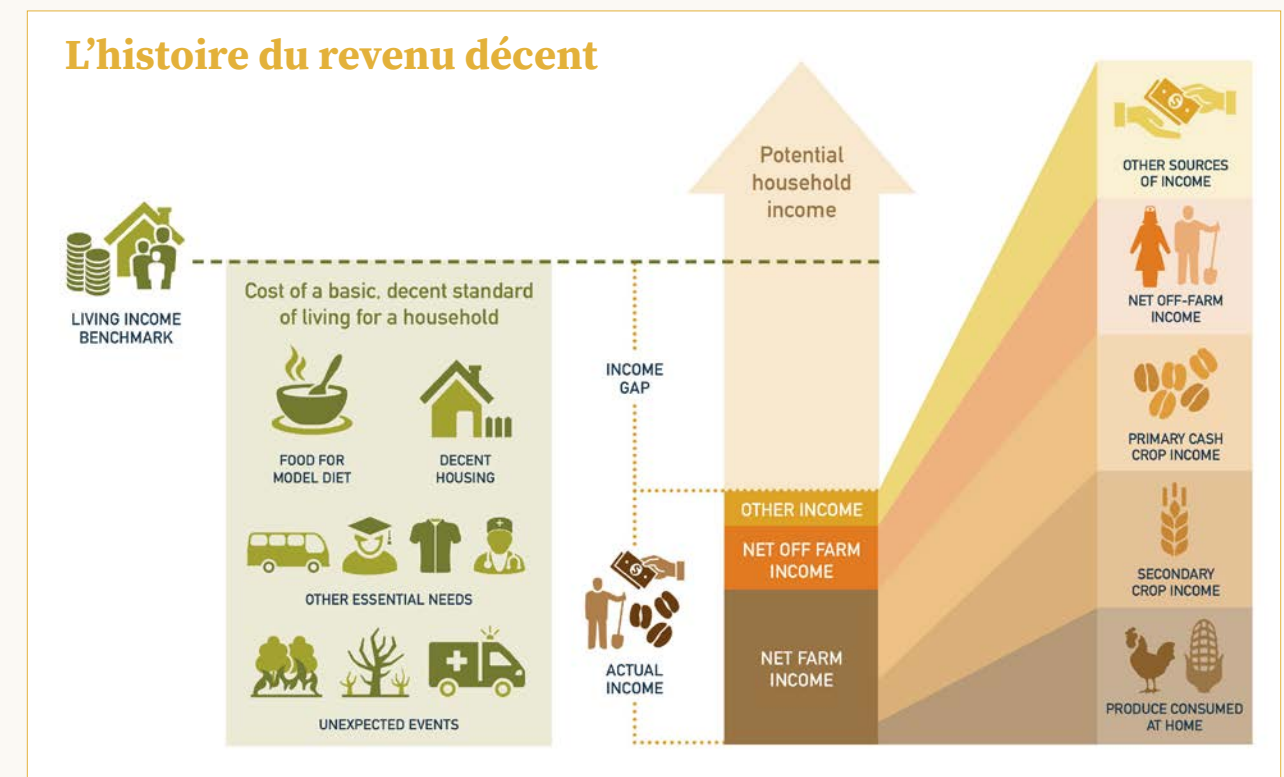 L'histoire du revenu décent
LIVING INCOME
BENCHMARK
Cost of a basic, decent standard
of living for a household
FOOD FOR
MODEL DIET
DECENT
HOUSING
OTHER ESSENTIAL NEEDS
UNEXPECTED EVENTS
INCOME
GAP
ACTUAL
INCOME
Potential
household
income
OTHER INCOME
NET OFF FARM
INCOME
NET FARM
INCOME
OTHER SOURCES
OF INCOME
NET OFF-FARM
INCOME
PRIMARY CASH
CROP INCOME
SECONDARY
CROP INCOME
PRODUCE CONSUMED
AT HOME